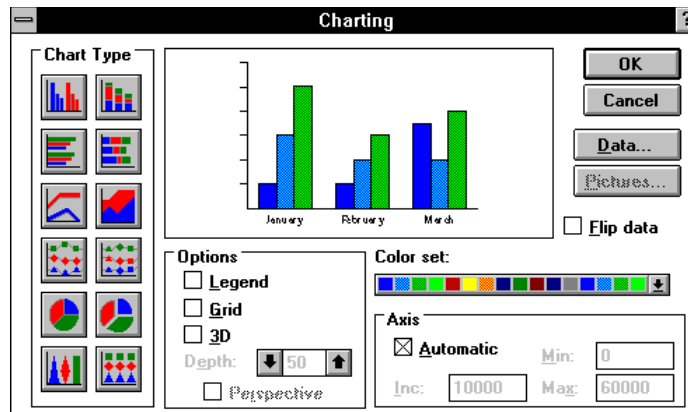 Charting
?
Chart Type
January
February
March
OK
Cancel
Data...
Pictures...
Flip data
Options
Legend
Grid
3D
Depth: 50
Perspective
Color set:
Axis
Automatic
Min: 0
Inc: 10000
Max: 60000